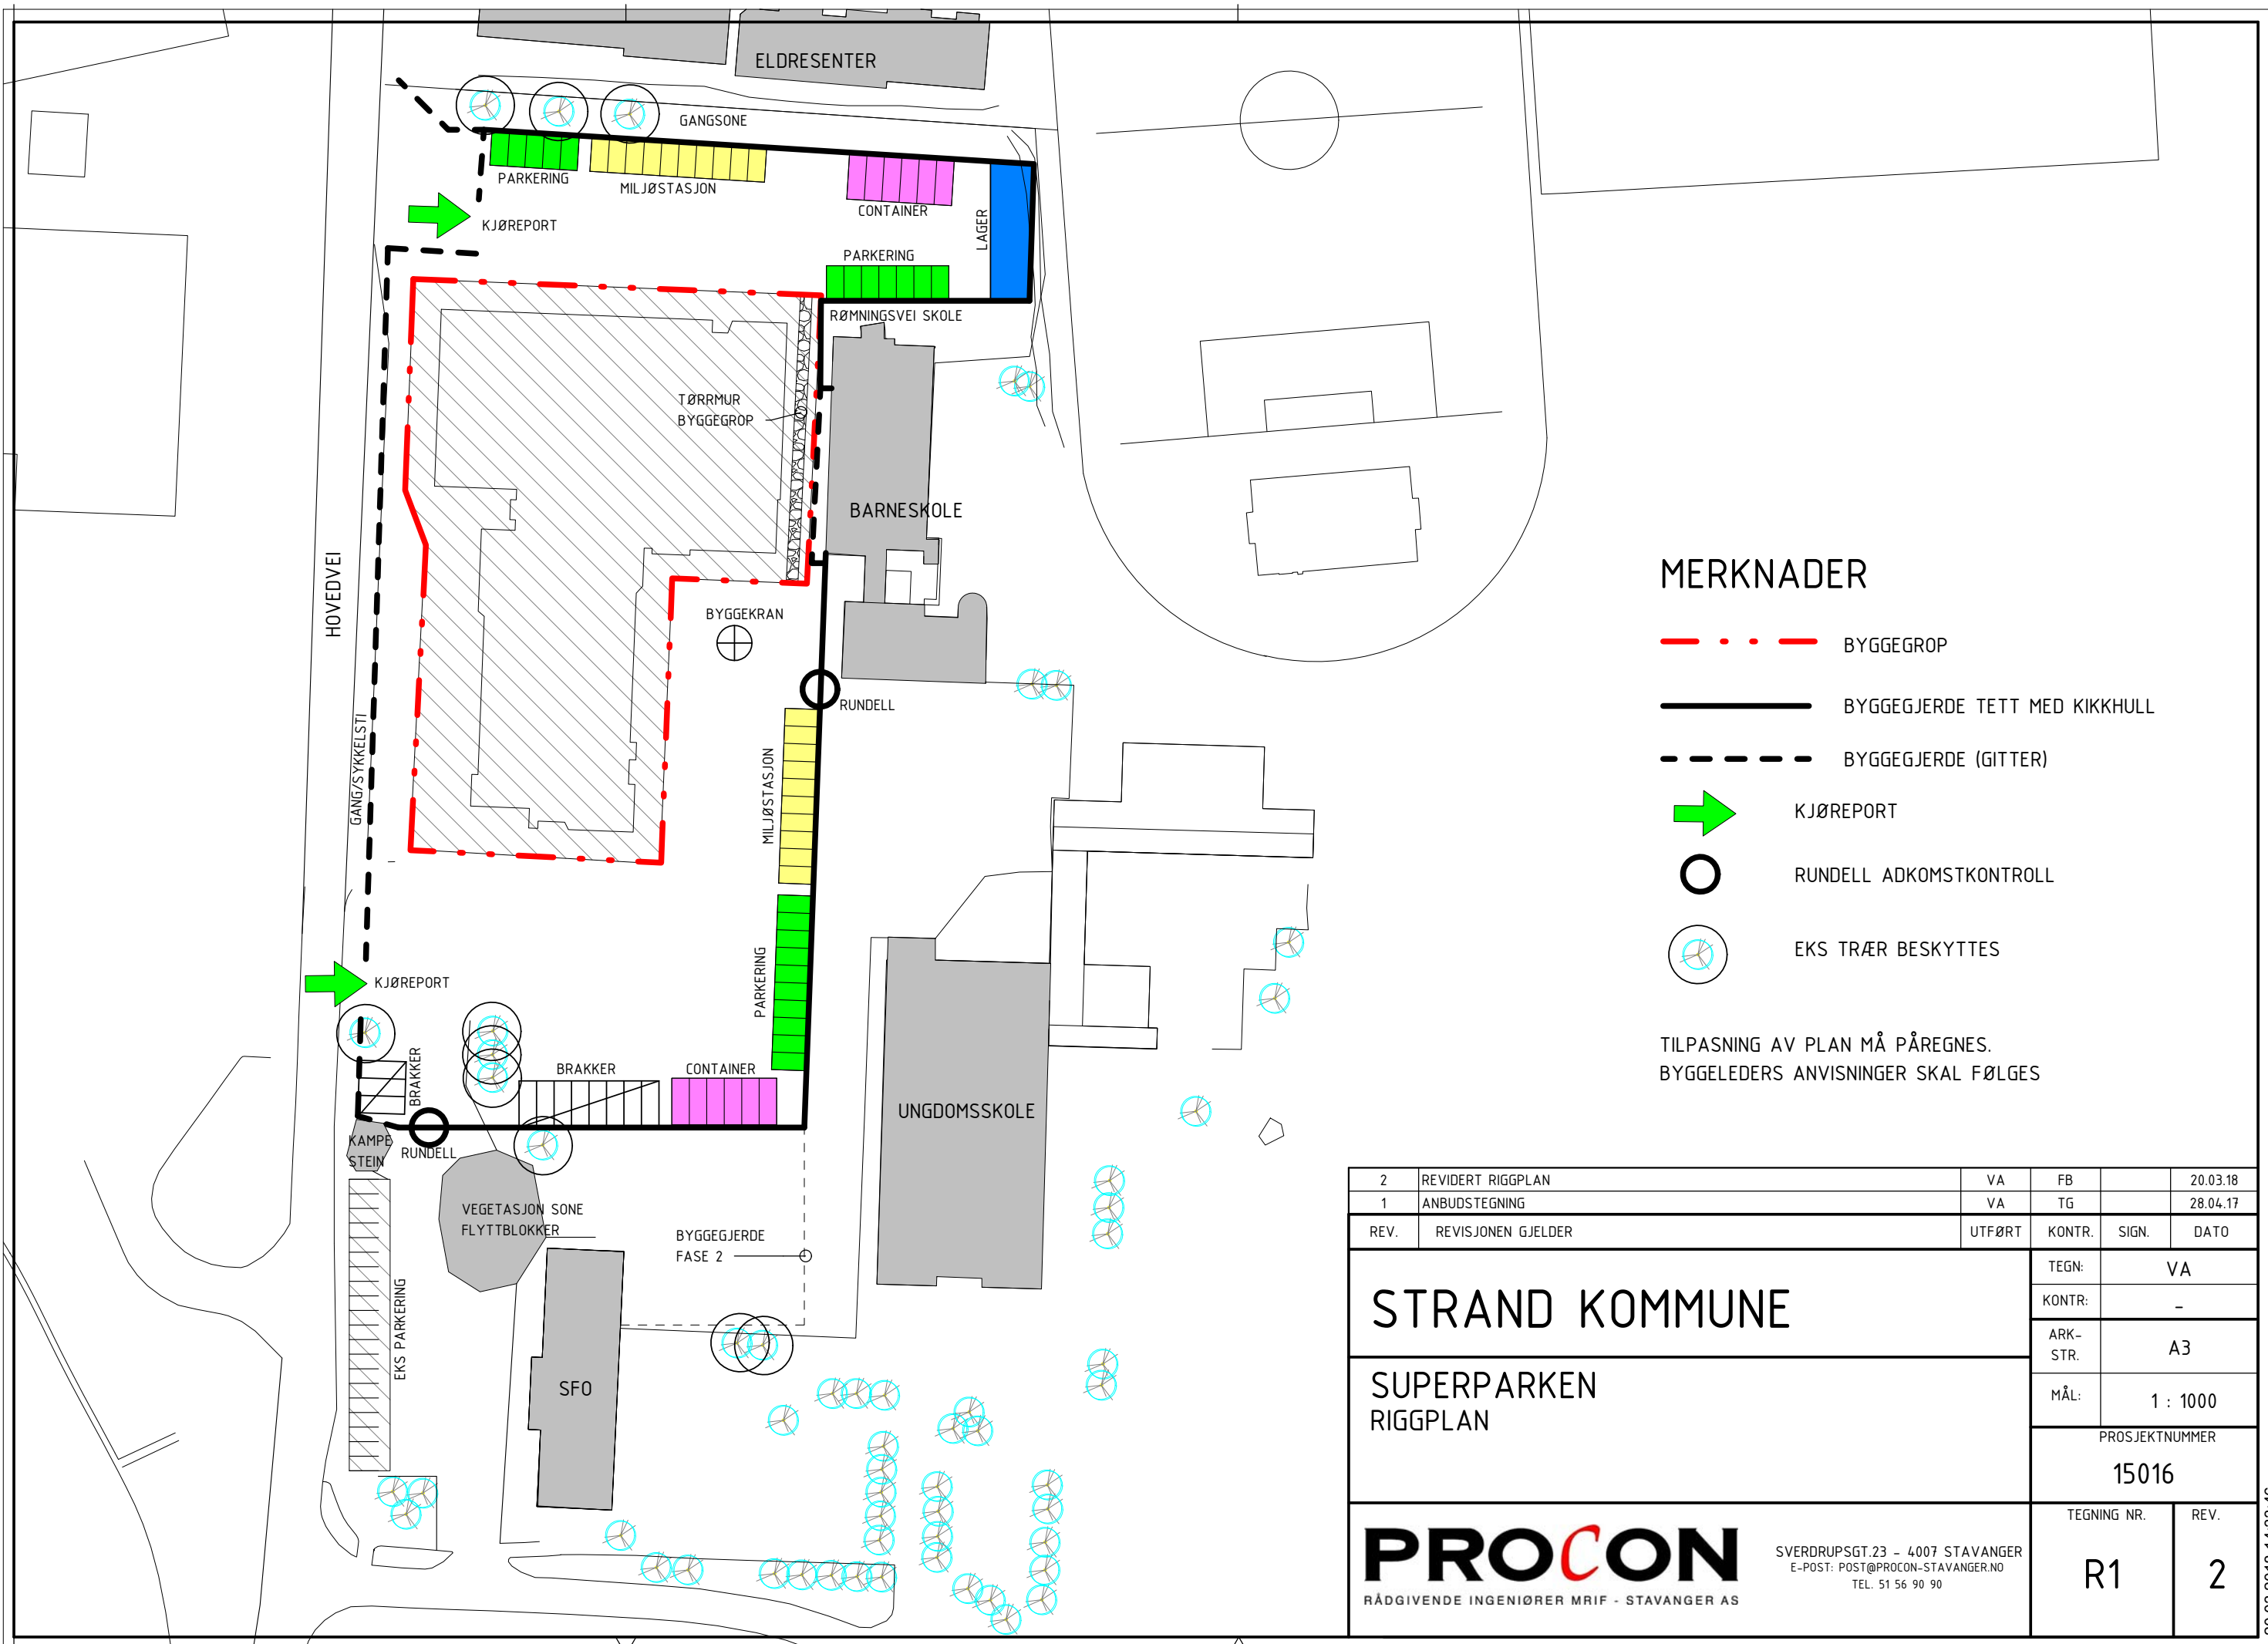 ELDRESENTER
GANGSONE
PARKERING
MILJØSTASJON
CONTAINER
LAGER
KJØREPORT
PARKERING
RØMNINGSVEI SKOLE
TØRRMUR
BYGGEGROP
BARNESKOLE
HOVEDVEI
BYGGEKRAN
RUNDELL
GANG/SYKKELSTI
MILJØSTASJON
PARKERING
KJØREPORT
BRAKKER
BRAKKER
CONTAINER
UNGDOMSSKOLE
KAMPE
STEIN
RUNDELL
VEGETASJON SONE
FLYTTBLOKKER
BYGGEGJERDE
FASE 2
EKS PARKERING
SFO
MERKNADER
BYGGEGROP
BYGGEGJERDE TETT MED KIKKHULL
BYGGEGJERDE (GITTER)
KJØREPORT
RUNDELL ADKOMSTKONTROLL
EKS TRÆR BESKYTTES
TILPASNING AV PLAN MÅ PÅREGNES.
BYGGELEDERS ANVISNINGER SKAL FØLGES
2 REVIDERT RIGGPLAN VA FB 20.03.18
1 ANBUDSTEGNING VA TG 28.04.17
REV. REVISJONEN GJELDER UTFØRT KONTR. SIGN. DATO
STRAND KOMMUNE
TEGN: VA
KONTR: -
ARK-
STR. A3
SUPERPARKEN
RIGGPLAN
MÅL: 1 : 1000
PROSJEKTNUMMER
15016
PROCON
RÅDGIVENDE INGENIØRER MRIF - STAVANGER AS
SVERDRUPSGT.23 - 4007 STAVANGER
E-POST: POST@PROCON-STAVANGER.NO
TEL. 51 56 90 90
TEGNING NR. REV.
R1 2